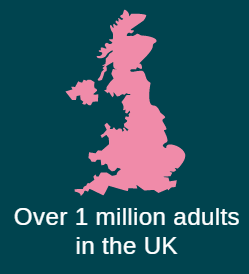 Over 1 million adults
in the UK